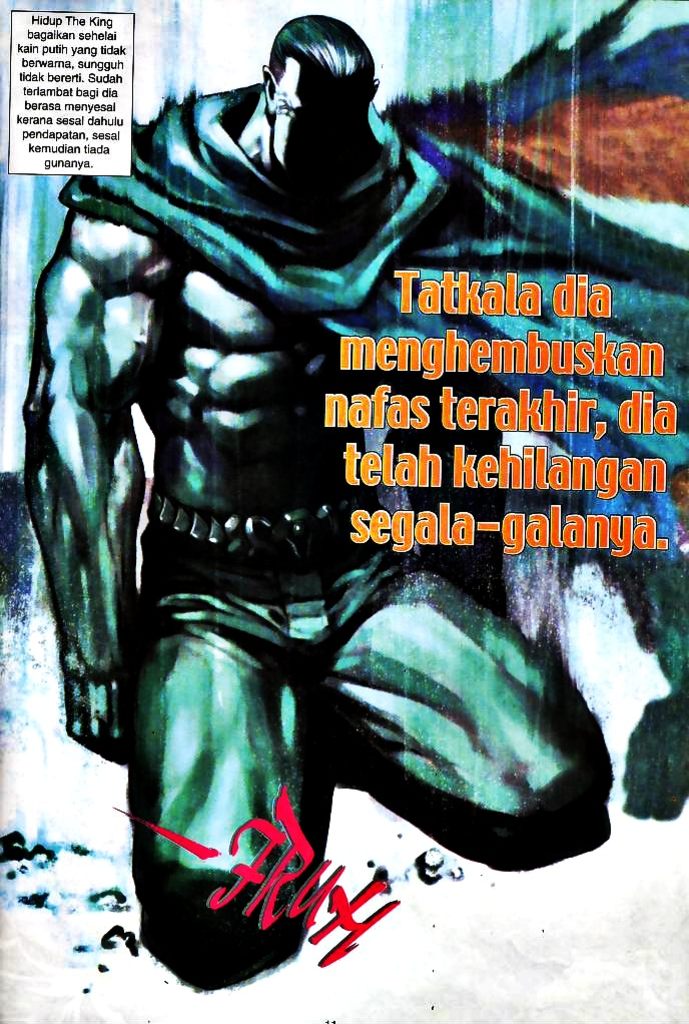 Hidup The King
bagaikan sehelai
kain putih yang tidak
berwarna, sungguh
tidak bererti. Sudah
terlambat bagi dia
berasa menyesal
kerana sesal dahulu
pendapatan, sesal
kemudian tiada
gunanya.
Tatkala dia
menghembuskan
nafas terakhir, dia
telah kehilangan
segala-galanya.